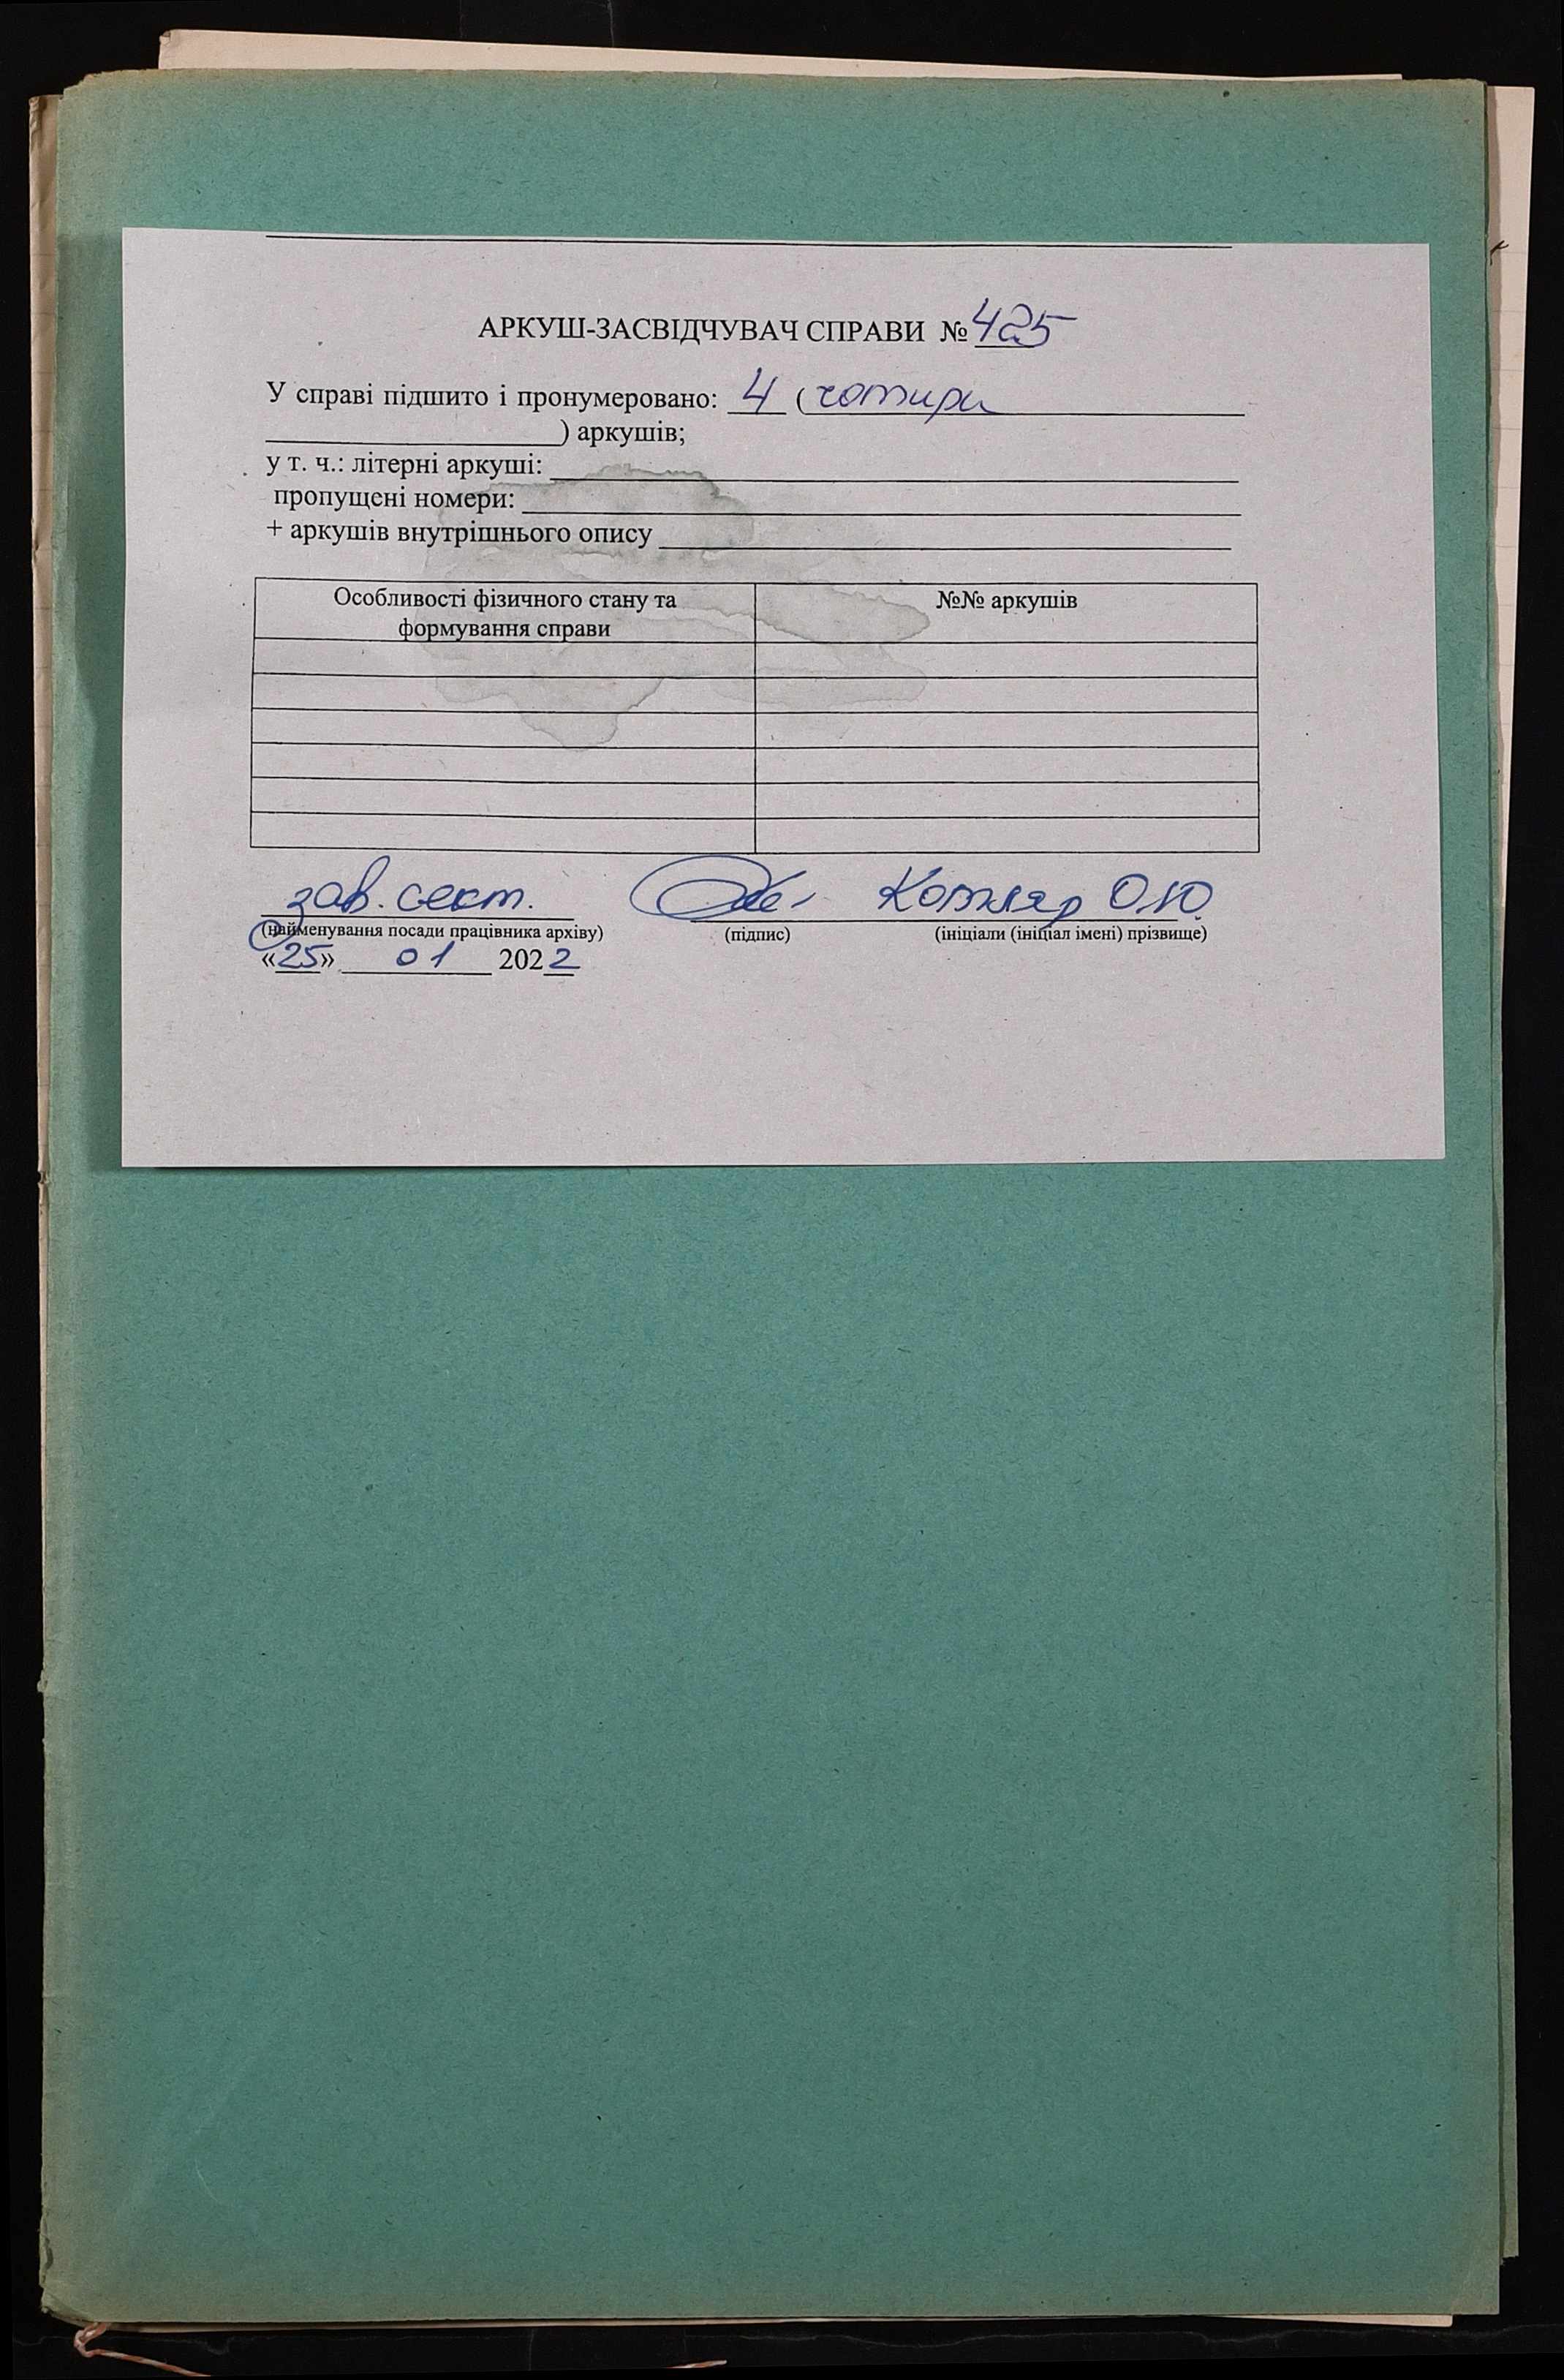 АРКУШ-ЗАСВІДЧУВАЧ СПРАВИ № 425
У справі підшито і пронумеровано: 4 ( чотири
) аркушів;
у т. ч.: літерні аркуші:
пропущені номери:
+ аркушів внутрішнього опису
Особливості фізичного стану та
формування справи
№№ аркушів
зав. сект. Котляр О.Ю.
(найменування посади працівника архіву) (підпис) (ініціали (ініціал імені) прізвище)
«25» 01 2022